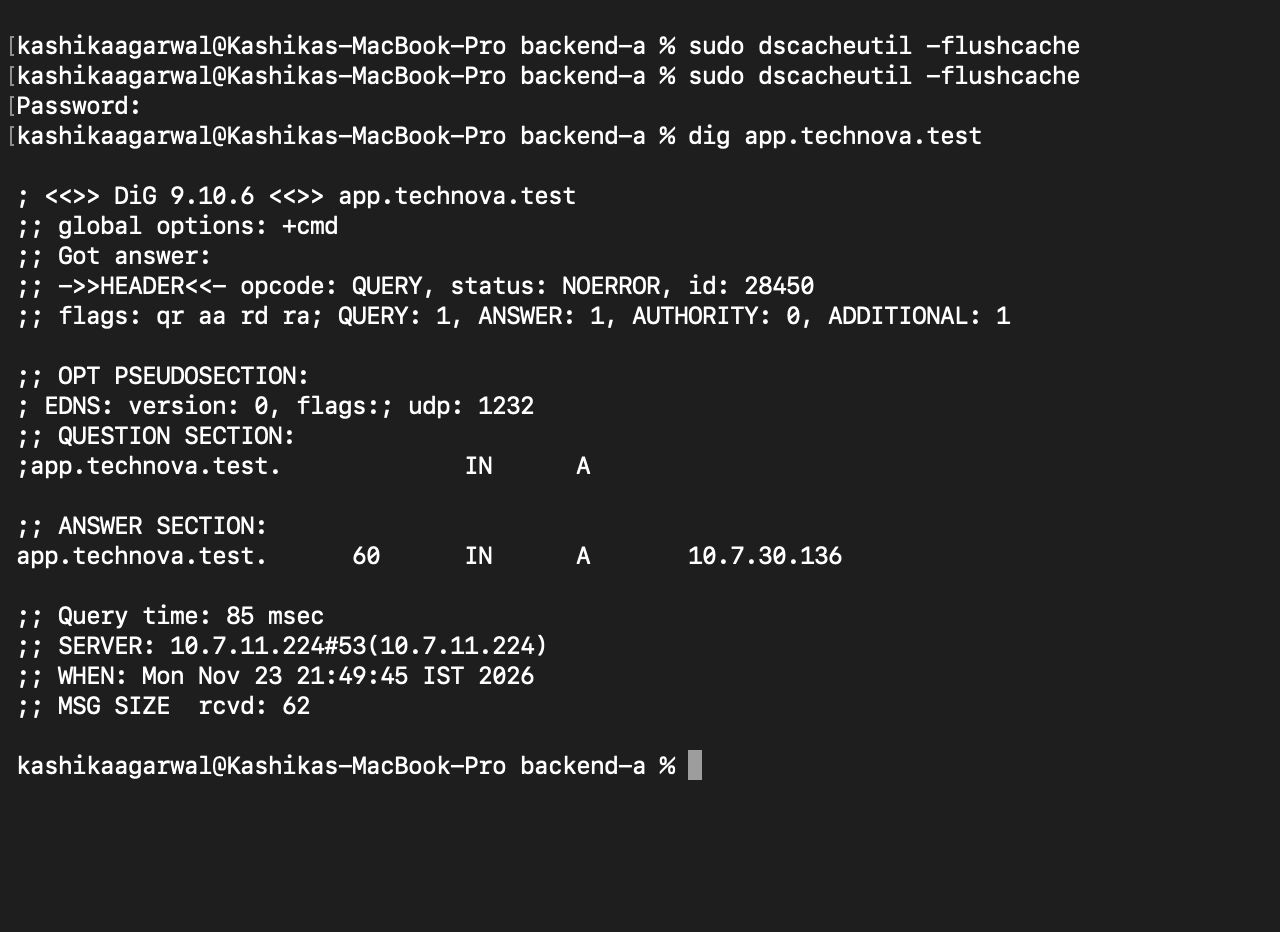 [kashikaagarwal@Kashikas-MacBook-Pro backend-a % sudo dscacheutil -flushcache
[kashikaagarwal@Kashikas-MacBook-Pro backend-a % sudo dscacheutil -flushcache
[Password:
[kashikaagarwal@Kashikas-MacBook-Pro backend-a % dig app.technova.test
; <<>> DiG 9.10.6 <<>> app.technova.test
;; global options: +cmd
;; Got answer:
;; ->>HEADER<<- opcode: QUERY, status: NOERROR, id: 28450
;; flags: qr aa rd ra; QUERY: 1, ANSWER: 1, AUTHORITY: 0, ADDITIONAL: 1
;; OPT PSEUDOSECTION:
; EDNS: version: 0, flags:; udp: 1232
;; QUESTION SECTION:
;app.technova.test. IN A
;; ANSWER SECTION:
app.technova.test. 60 IN A 10.7.30.136
;; Query time: 85 msec
;; SERVER: 10.7.11.224#53(10.7.11.224)
;; WHEN: Mon Nov 23 21:49:45 IST 2026
;; MSG SIZE  rcvd: 62
kashikaagarwal@Kashikas-MacBook-Pro backend-a %